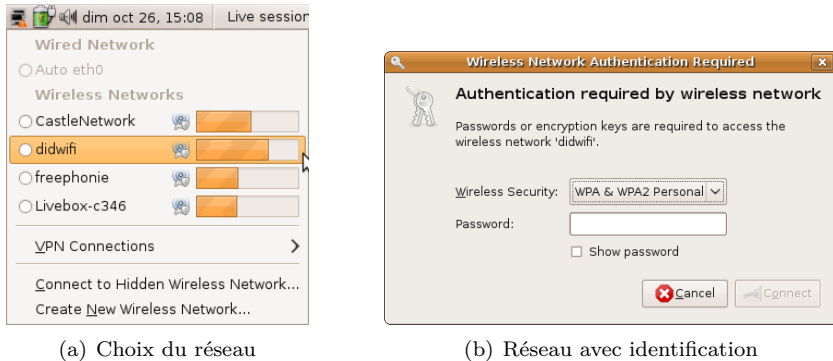 dim oct 26, 15:08 Live session
Wired Network
Auto eth0
Wireless Networks
CastleNetwork
didwifi
freephonie
Livebox-c346
VPN Connections
Connect to Hidden Wireless Network...
Create New Wireless Network...
(a) Choix du réseau
Wireless Network Authentication Required
Authentication required by wireless network
Passwords or encryption keys are required to access the
wireless network 'didwifi'.
Wireless Security: WPA & WPA2 Personal
Password:
Show password
Cancel Connect
(b) Réseau avec identification